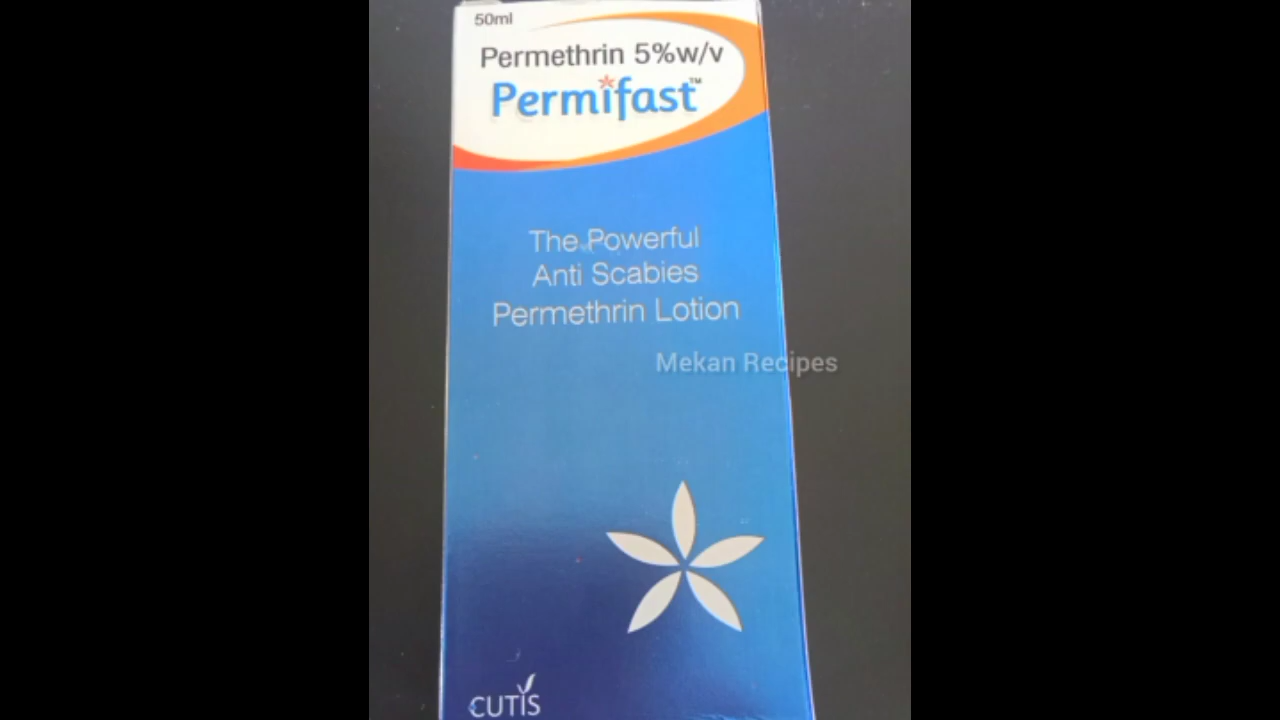 50ml
Permethrin 5%w/v
Permifast™
The Powerful
Anti Scabies
Permethrin Lotion
Mekan Recipes
CUTIS